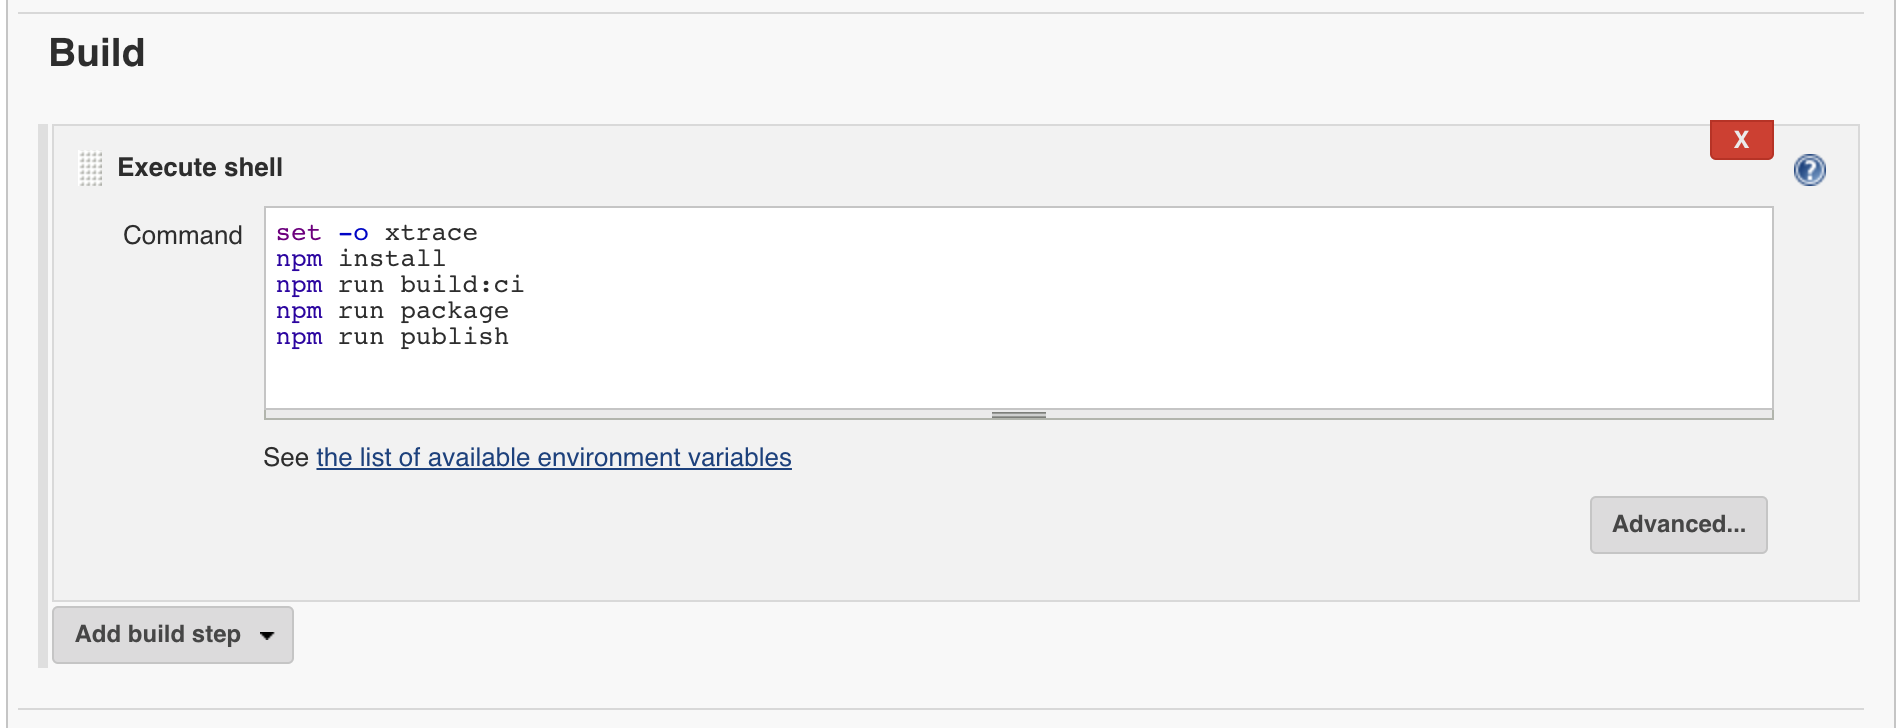 Build
X
Execute shell
?
Command
set -o xtrace
npm install
npm run build:ci
npm run package
npm run publish
See the list of available environment variables
Advanced...
Add build step